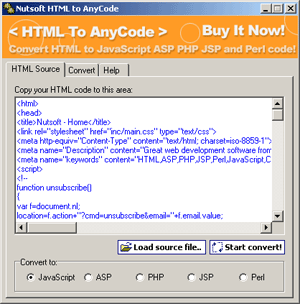 Nutsoft HTML to AnyCode
< HTML To AnyCode > Buy It Now!
Convert HTML to JavaScript ASP PHP JSP and Perl code!
HTML Source Convert Help
Copy your HTML code to this area:
<html>
<head>
<title>Nutsoft - Home</title>
<link rel="stylesheet" href="inc/main.css" type="text/css">
<meta http-equiv="Content-Type" content="text/html; charset=iso-8859-1">
<meta name="Description" content="Great web development software from
<meta name="keywords" content="HTML,ASP,PHP,JSP,Perl,JavaScript,C
<script>
<!--
function unsubscribe()
{
var f=document.nl;
location=f.action+"?cmd=unsubscribe&email="+f.email.value;
Load source file.. Start convert!
Convert to:
JavaScript ASP PHP JSP Perl